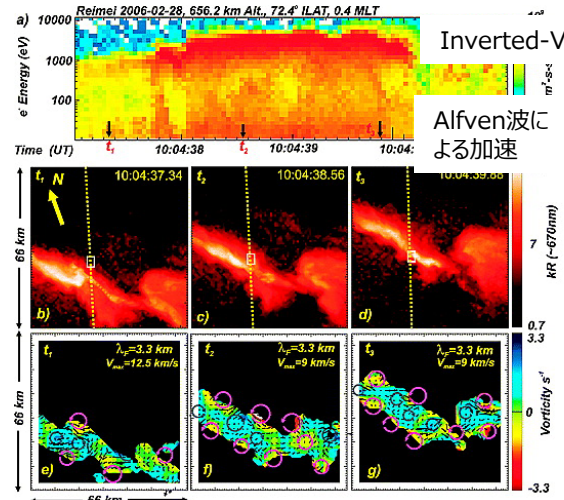 Reimei 2006-02-28, 656.2 km Alt., 72.4° ILAT, 0.4 MLT
a)
10000
1000
100
e⁻ Energy (eV)
Inverted-V
Alfven波に
よる加速
t₁
t₂
t₃
Time (UT)
10:04:38
10:04:39
10:04:
t₁
N
10:04:37.34
b)
t₂
10:04:38.56
c)
t₃
d)
66 km
7
0.7
kR (~670nm)
t₁
λF=3.3 km
Vmax=12.5 km/s
e)
t₂
λF=3.3 km
Vmax=9 km/s
f)
t₃
λF=3.3 km
Vmax=9 km/s
g)
66 km
3.3
0
-3.3
Vorticity s⁻¹
66 km